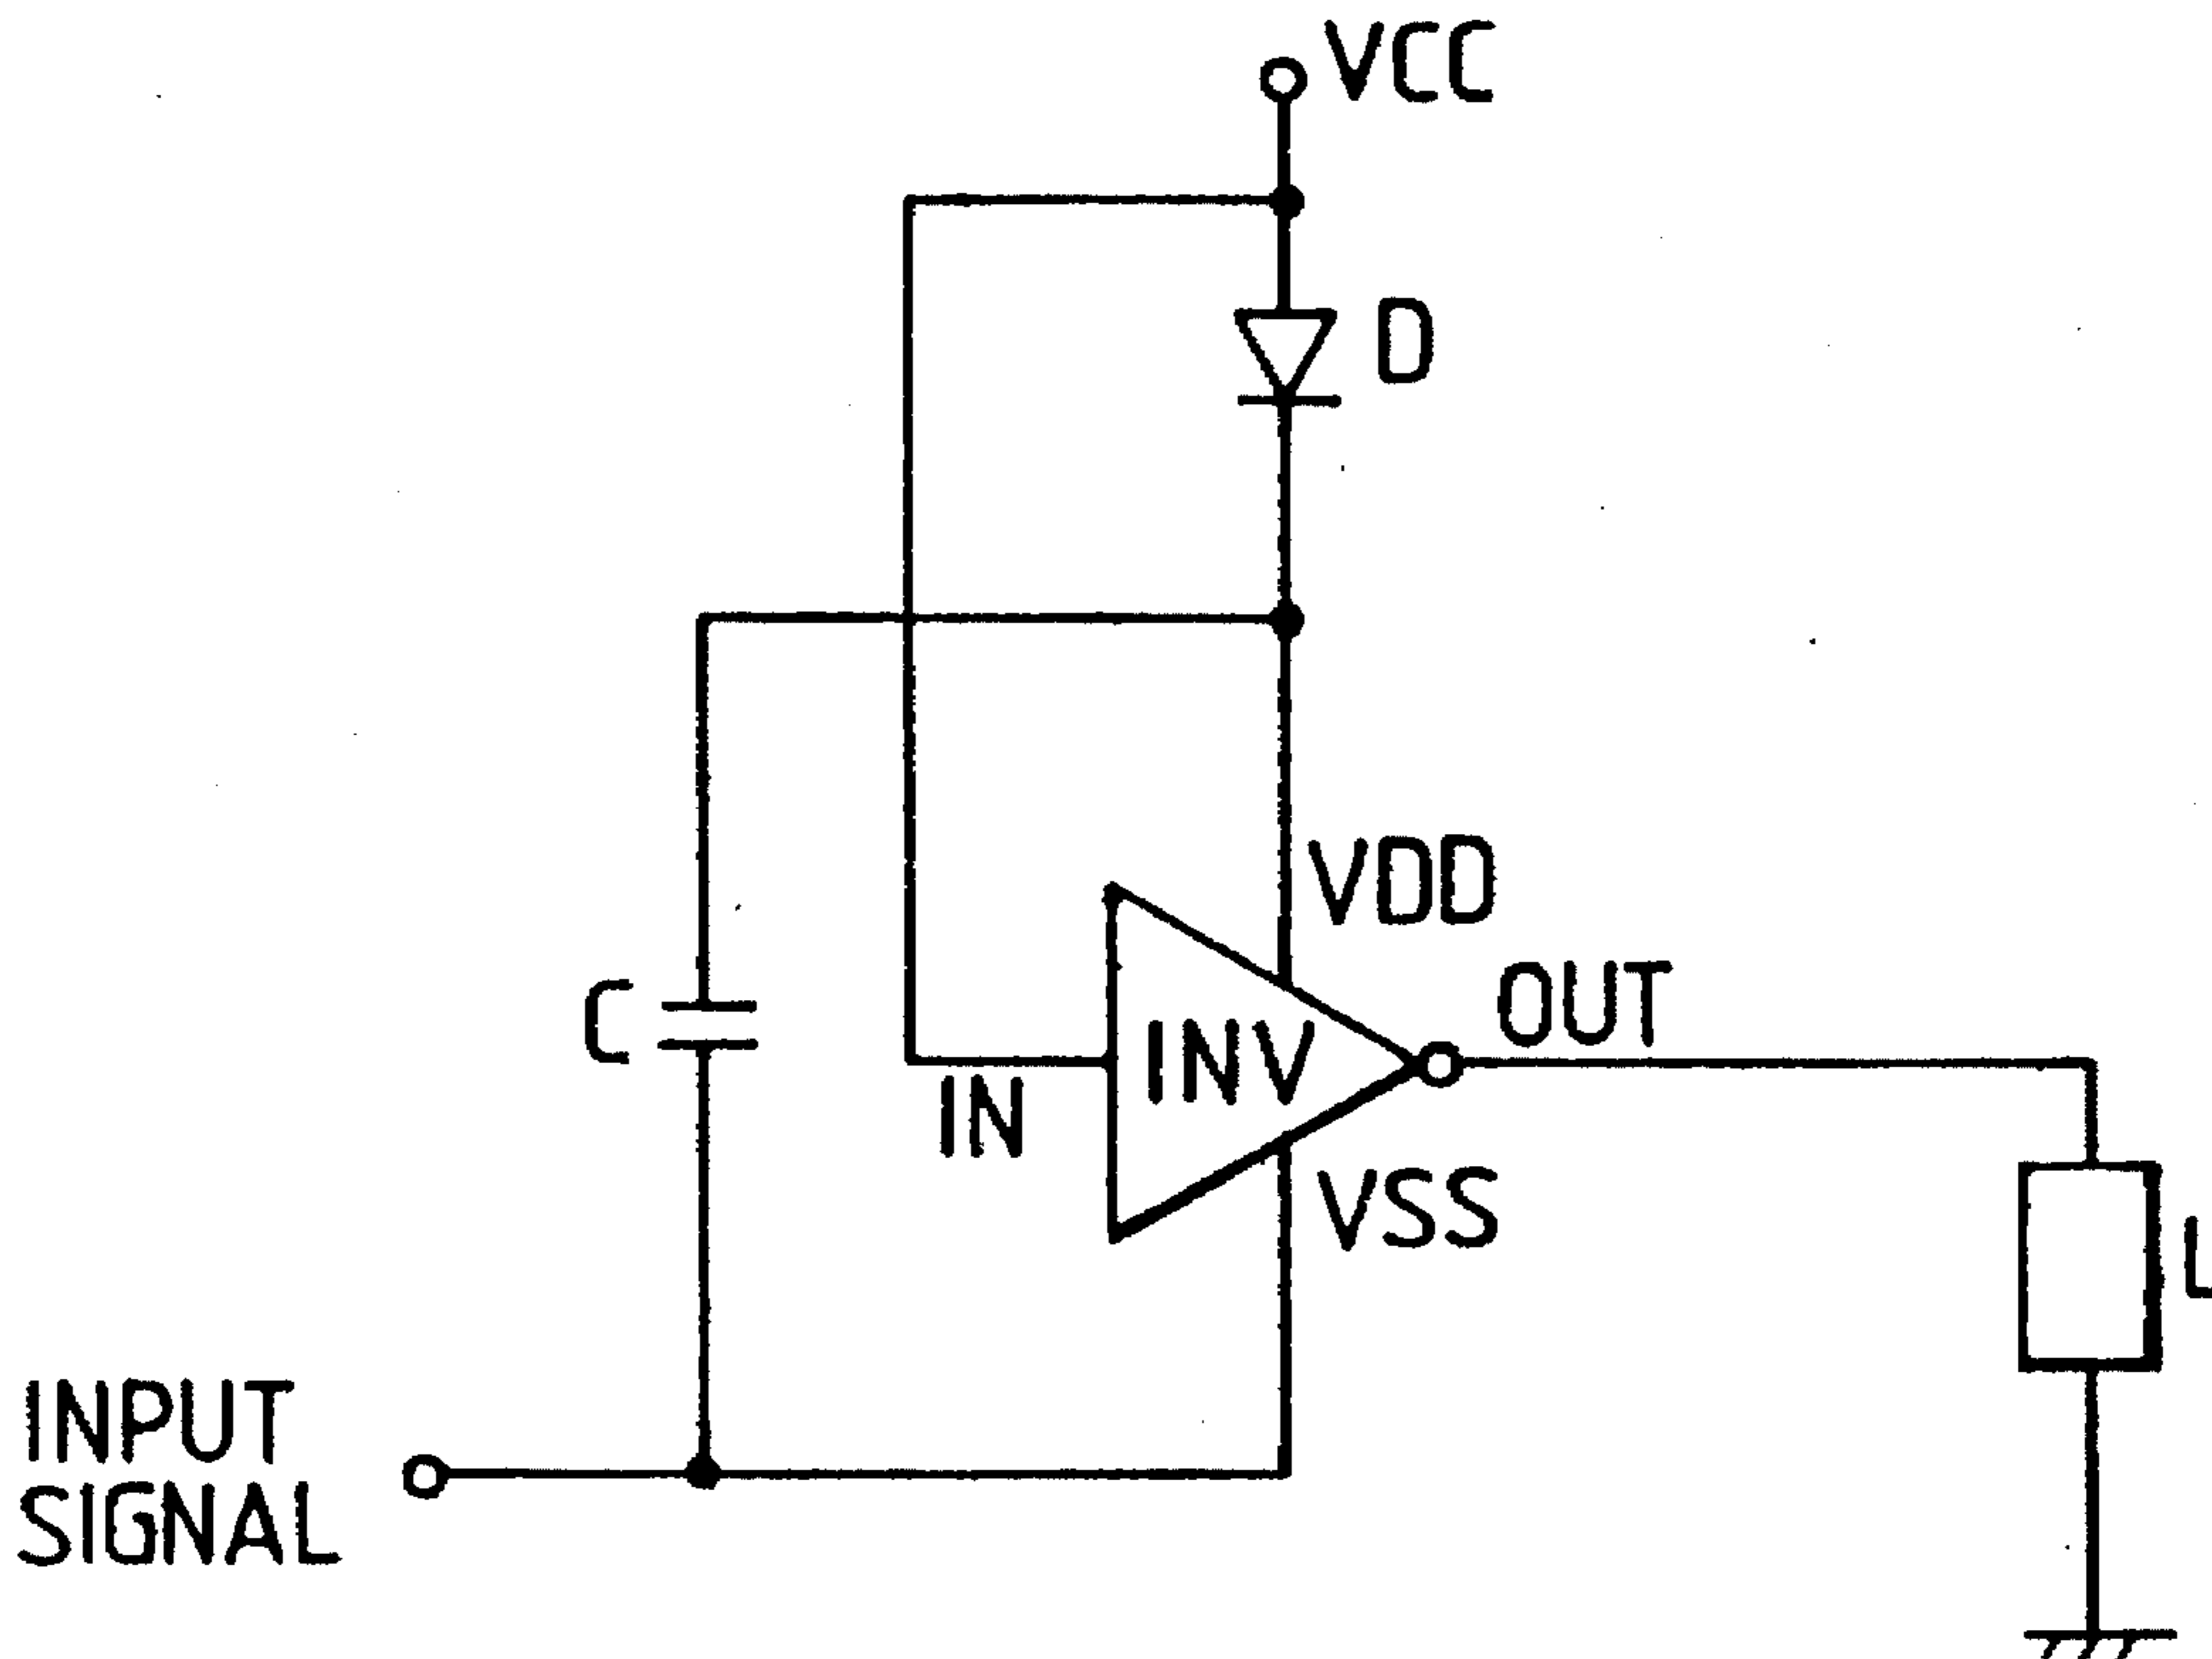 VCC
D
VDD
C
OUT
INV
IN
VSS
L
INPUT
SIGNAL